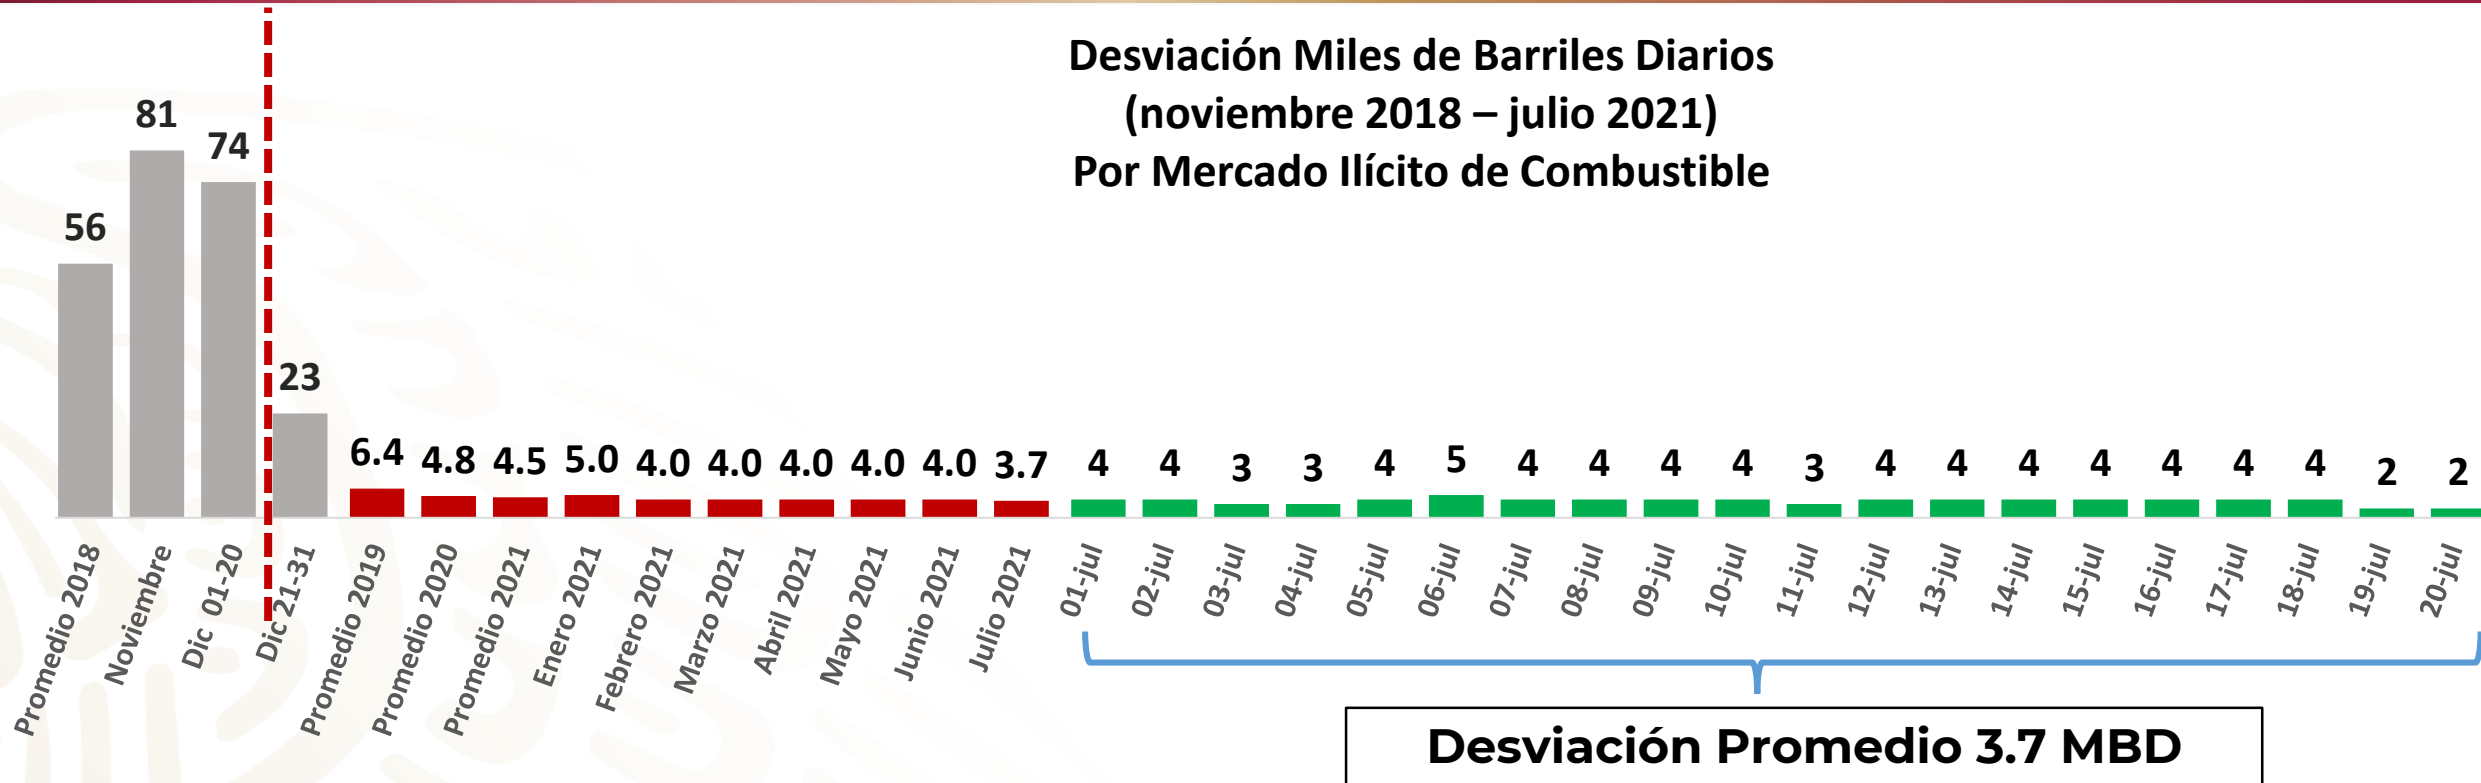 Desviación Miles de Barriles Diarios
(noviembre 2018 – julio 2021)
Por Mercado Ilícito de Combustible
56
81
74
23
6.4
4.8
4.5
5.0
4.0
4.0
4.0
4.0
4.0
3.7
4
4
3
3
4
5
4
4
4
4
3
4
4
4
4
4
4
4
2
2
Promedio 2018
Noviembre
Dic 01-20
Dic 21-31
Promedio 2019
Promedio 2020
Promedio 2021
Enero 2021
Febrero 2021
Marzo 2021
Abril 2021
Mayo 2021
Junio 2021
Julio 2021
01-jul
02-jul
03-jul
04-jul
05-jul
06-jul
07-jul
08-jul
09-jul
10-jul
11-jul
12-jul
13-jul
14-jul
15-jul
16-jul
17-jul
18-jul
19-jul
20-jul
Desviación Promedio 3.7 MBD